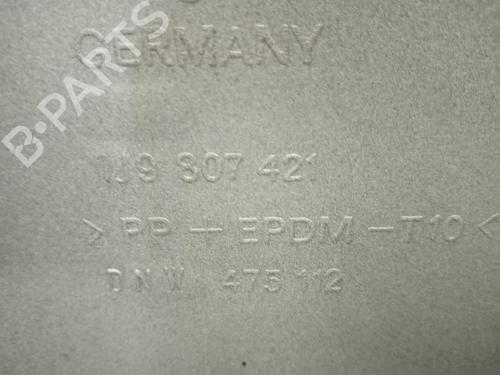 GERMANY
B-PARTS
1J9 807 421
> PP + EPDM - T10 <
DNW 475 112